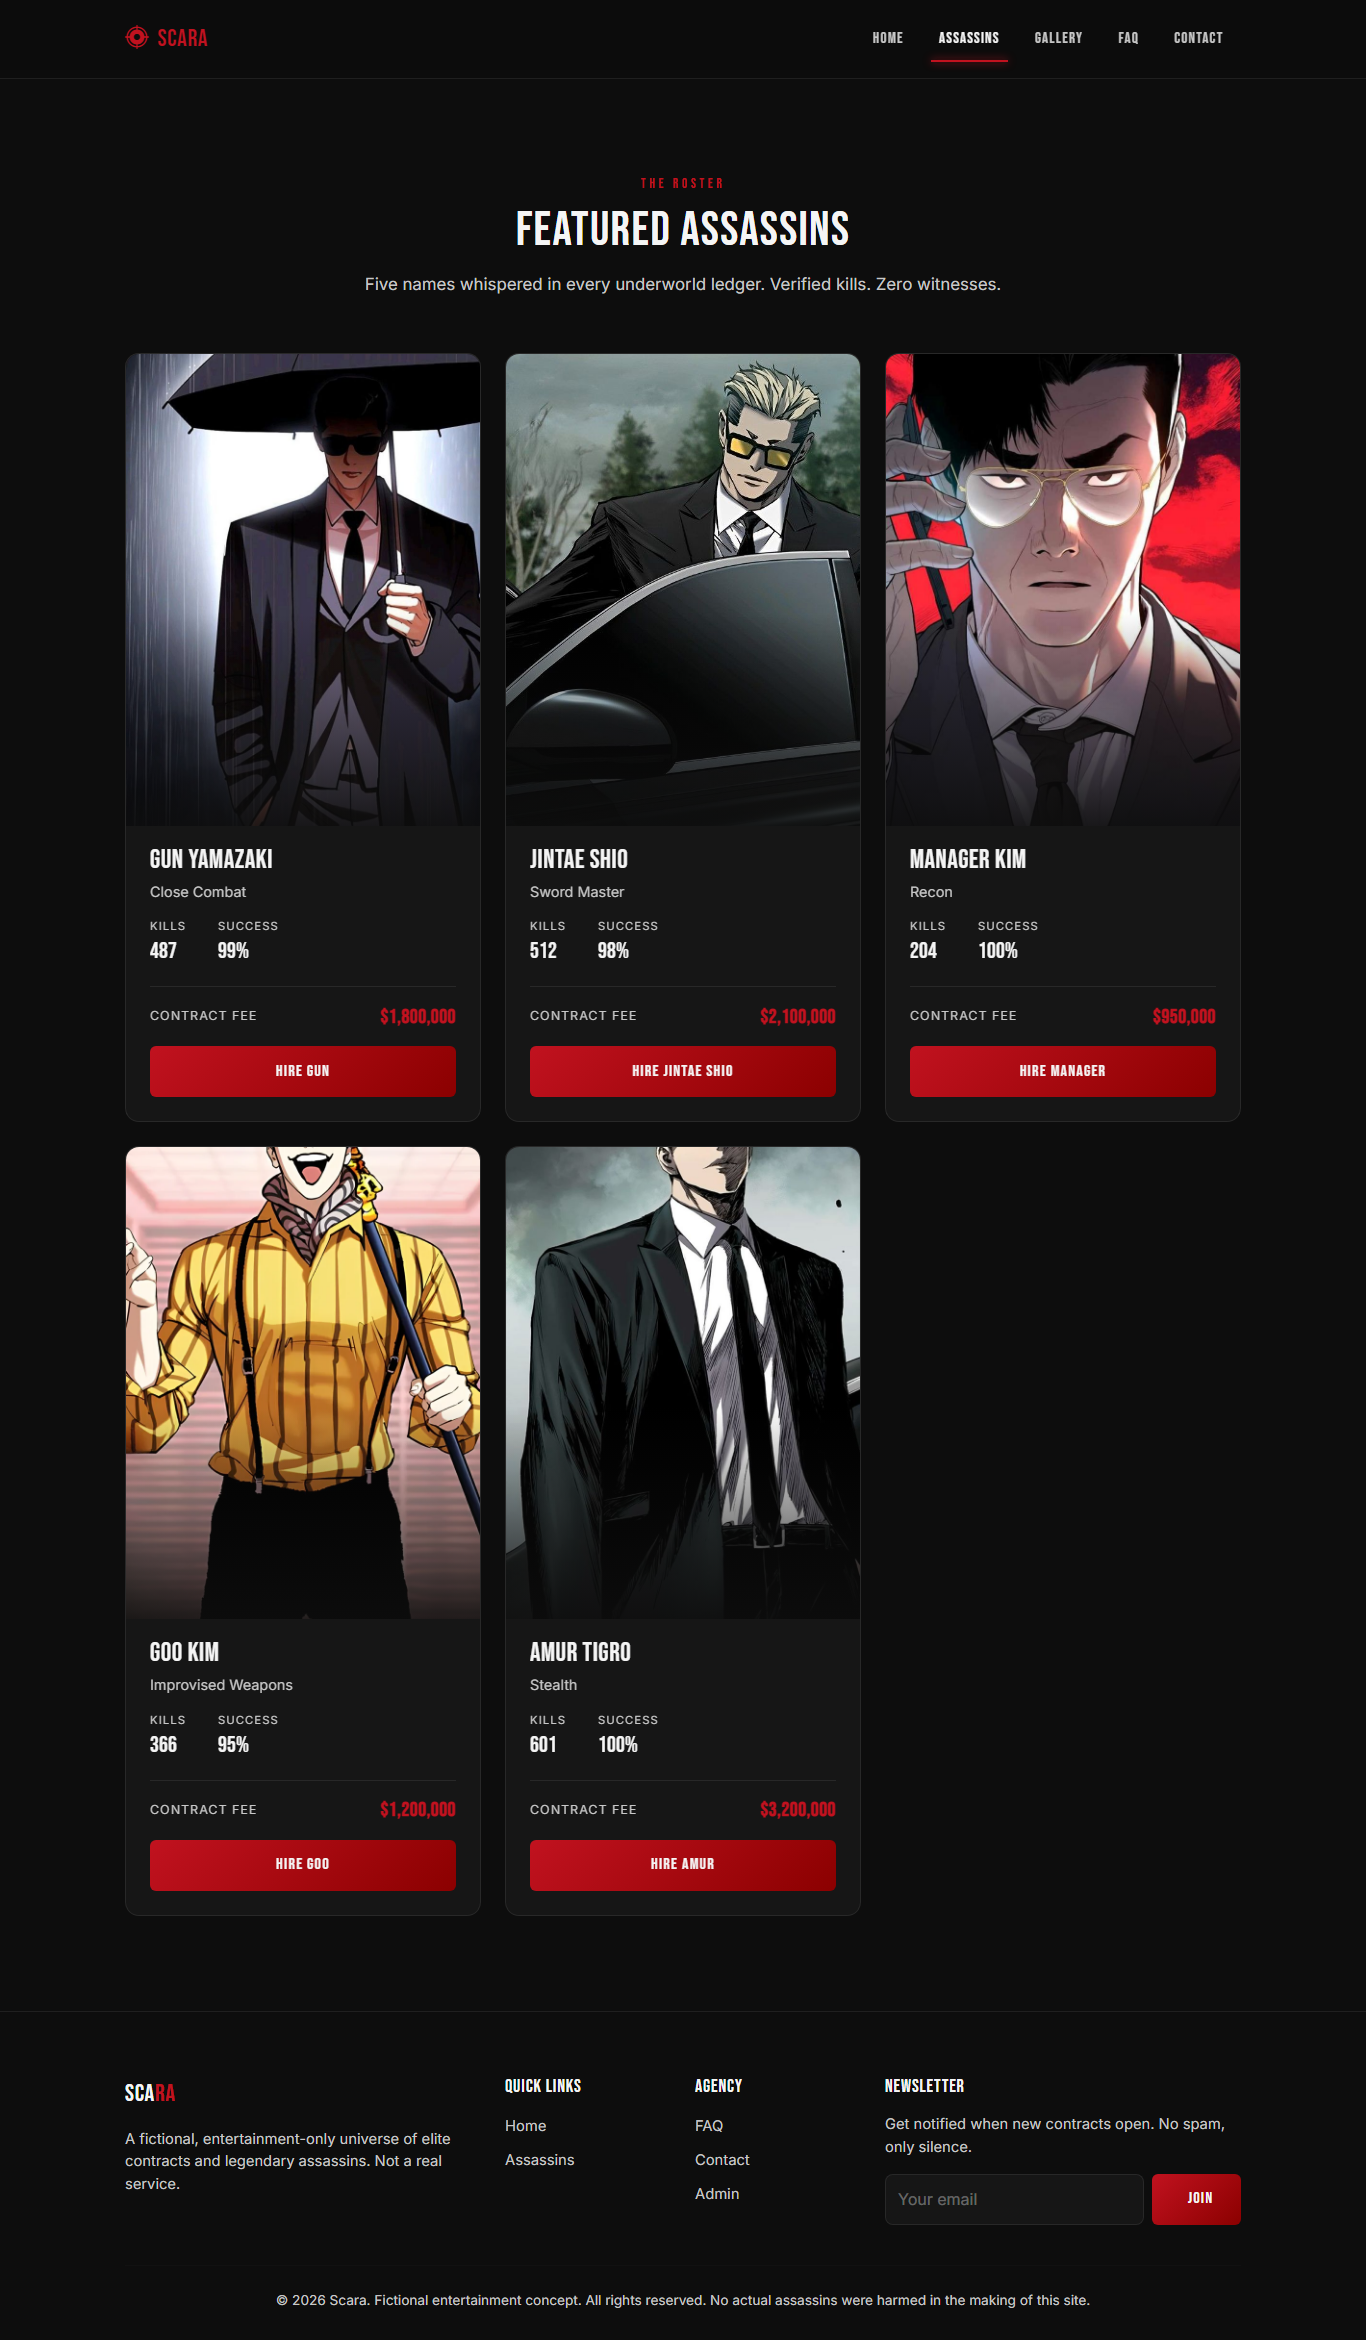 SCARA
HOME
ASSASSINS
GALLERY
FAQ
CONTACT
THE ROSTER
FEATURED ASSASSINS
Five names whispered in every underworld ledger. Verified kills. Zero witnesses.
GUN YAMAZAKI
Close Combat
KILLS SUCCESS
487 99%
CONTRACT FEE $1,800,000
HIRE GUN
JINTAE SHIO
Sword Master
KILLS SUCCESS
512 98%
CONTRACT FEE $2,100,000
HIRE JINTAE SHIO
MANAGER KIM
Recon
KILLS SUCCESS
204 100%
CONTRACT FEE $950,000
HIRE MANAGER
GOO KIM
Improvised Weapons
KILLS SUCCESS
366 95%
CONTRACT FEE $1,200,000
HIRE GOO
AMUR TIGRO
Stealth
KILLS SUCCESS
601 100%
CONTRACT FEE $3,200,000
HIRE AMUR
SCARA
A fictional, entertainment-only universe of elite
contracts and legendary assassins. Not a real
service.
QUICK LINKS
Home
Assassins
AGENCY
FAQ
Contact
Admin
NEWSLETTER
Get notified when new contracts open. No spam,
only silence.
Your email
JOIN
© 2026 Scara. Fictional entertainment concept. All rights reserved. No actual assassins were harmed in the making of this site.